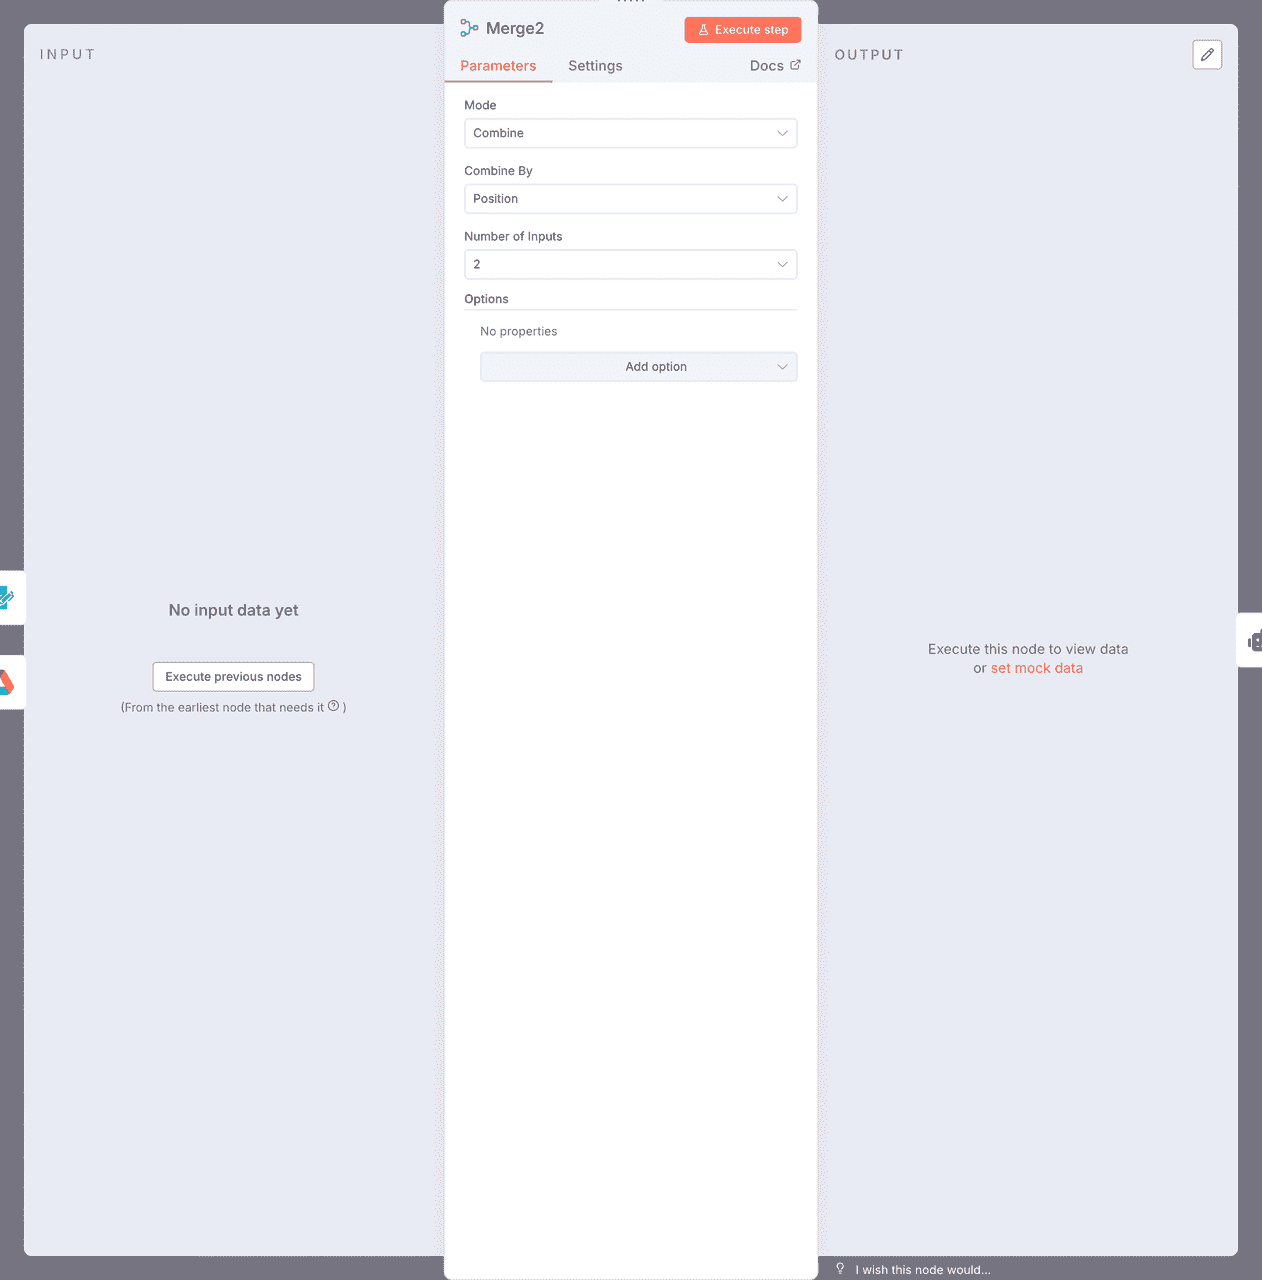 INPUT
No input data yet
Execute previous nodes
(From the earliest node that needs it ? )
Merge2
Execute step
Parameters
Settings
Docs
Mode
Combine
Combine By
Position
Number of Inputs
2
Options
No properties
Add option
OUTPUT
Execute this node to view data
or set mock data
I wish this node would...